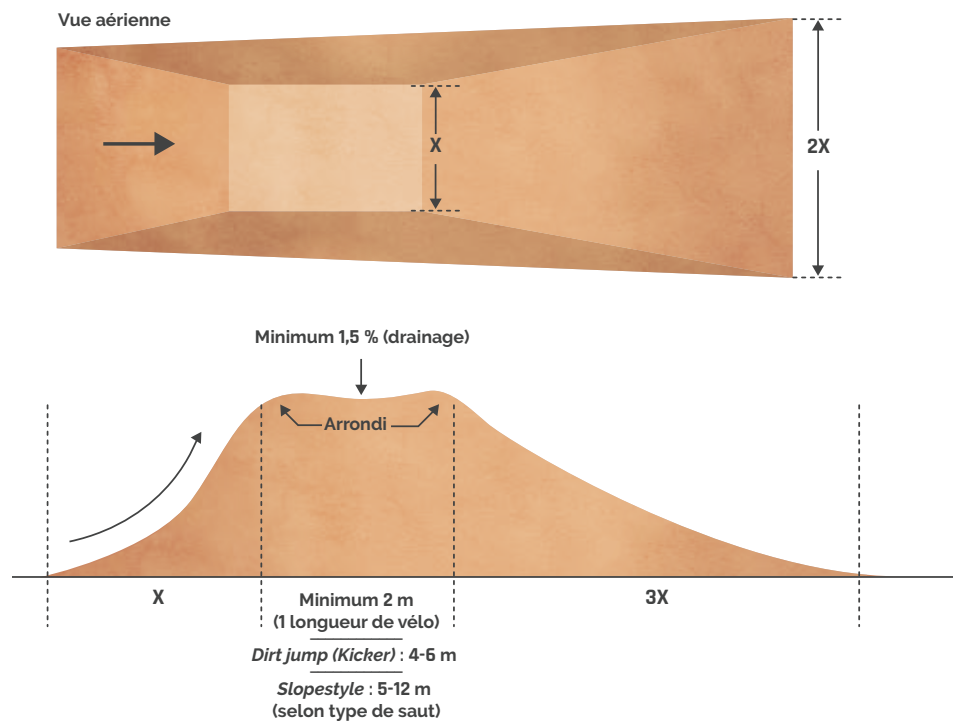 Vue aérienne
X
2X
Minimum 1,5 % (drainage)
Arrondi
X
Minimum 2 m
(1 longueur de vélo)
Dirt jump (Kicker) : 4-6 m
Slopestyle : 5-12 m
(selon type de saut)
3X